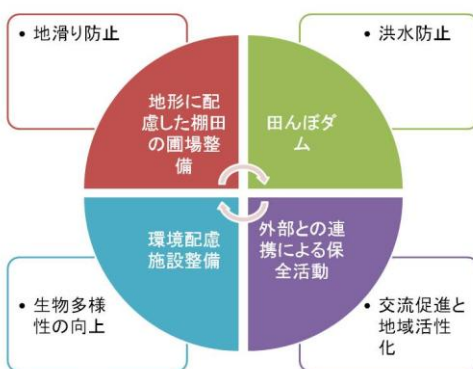 • 地滑り防止
• 洪水防止
地形に配
慮した棚田
の圃場整
備
田んぼダ
ム
環境配慮
施設整備
外部との連
携による保
全活動
• 生物多様
性の向上
• 交流促進と
地域活性
化